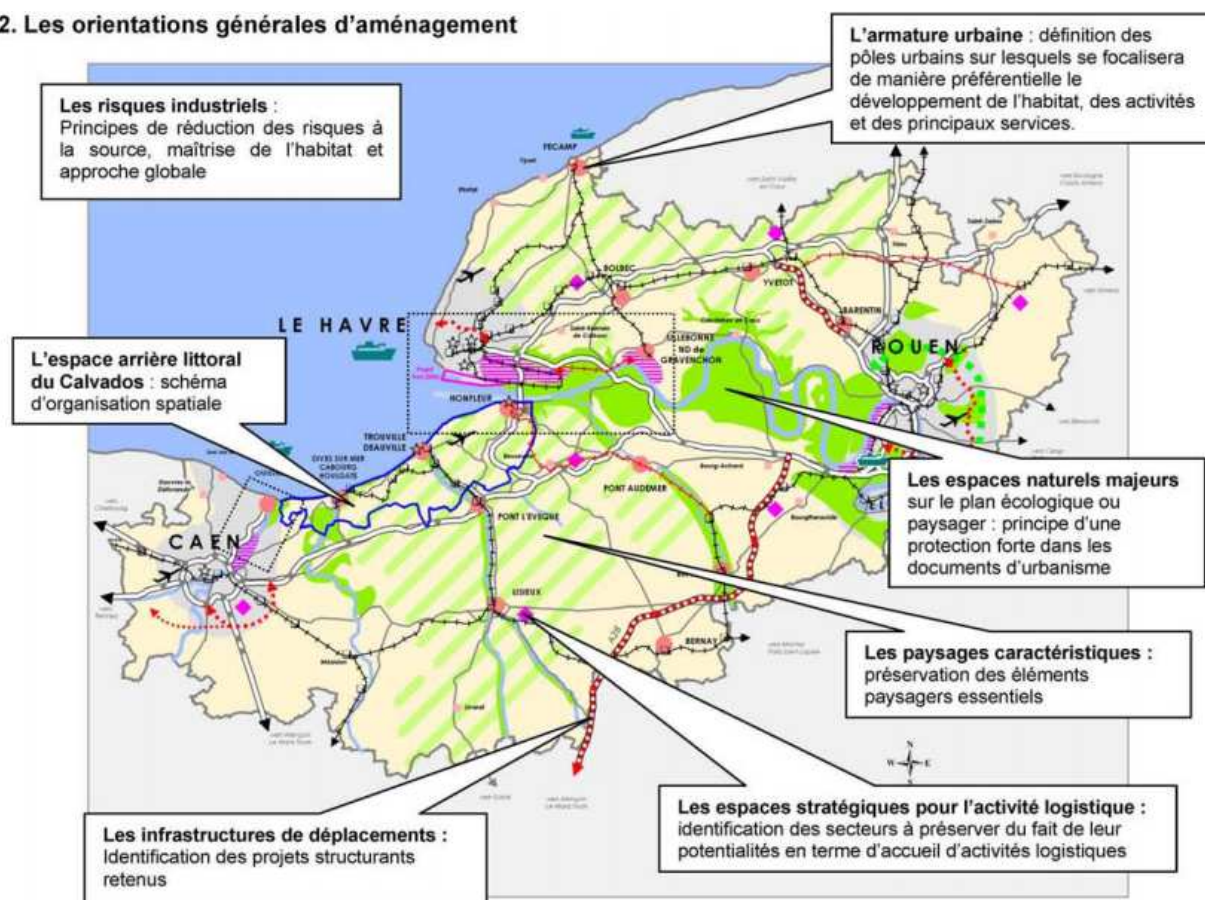 2. Les orientations générales d'aménagement
L'armature urbaine : définition des
pôles urbains sur lesquels se focalisera
de manière préférentielle le
développement de l'habitat, des activités
et des principaux services.
Les risques industriels :
Principes de réduction des risques à
la source, maîtrise de l'habitat et
approche globale
FECAMP
BOLBEC
YVETOT
BARENTIN
LE HAVRE
ROUEN
LILLEBONNE
ND de
GRAVENCHON
L'espace arrière littoral
du Calvados : schéma
d'organisation spatiale
HONFLEUR
TROUVILLE
DEAUVILLE
DIVES SUR MER
CABOURG
HOULGATE
PONT AUDEMER
PONT L'EVEQUE
CAEN
Les espaces naturels majeurs
sur le plan écologique ou
paysager : principe d'une
protection forte dans les
documents d'urbanisme
LISIEUX
A28
BERNAY
Les paysages caractéristiques :
préservation des éléments
paysagers essentiels
N
W E
S
Les infrastructures de déplacements :
Identification des projets structurants
retenus
Les espaces stratégiques pour l'activité logistique :
identification des secteurs à préserver du fait de leur
potentialités en terme d'accueil d'activités logistiques